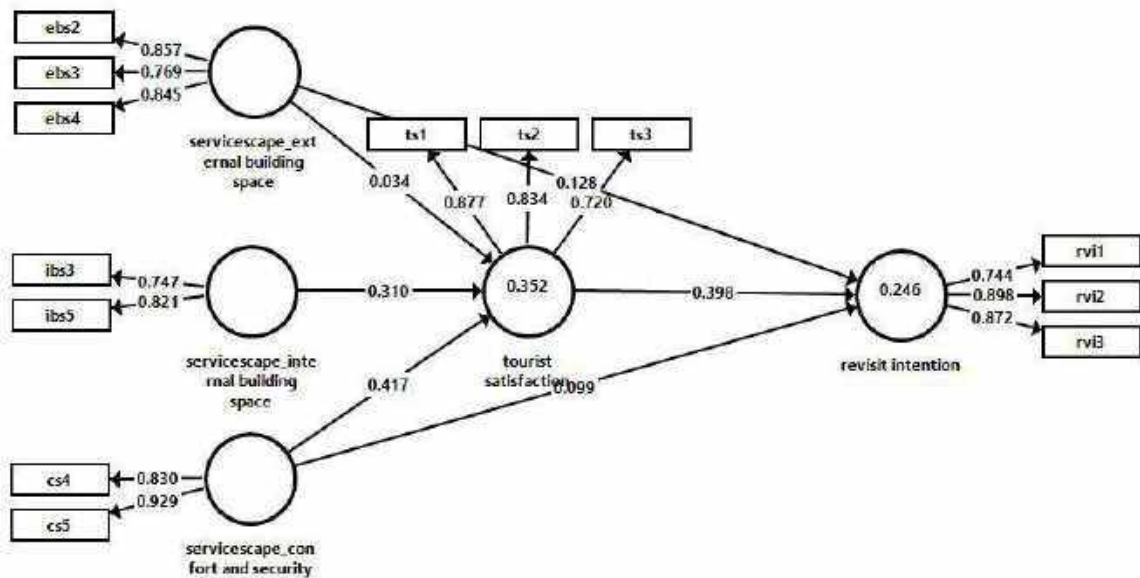 ebs2
0.857
ebs3
0.769
ebs4
0.845
servicescape_ext
ernal building
space
ts1
ts2
ts3
0.034
0.877
0.834
0.720
0.128
ibs3
0.747
ibs5
0.821
servicescape_inte
rnal building
space
0.310
0.352
tourist
satisfaction
0.398
0.246
revisit intention
rvi1
0.744
rvi2
0.898
rvi3
0.872
0.417
0.099
cs4
0.830
cs5
0.929
servicescape_con
fort and security